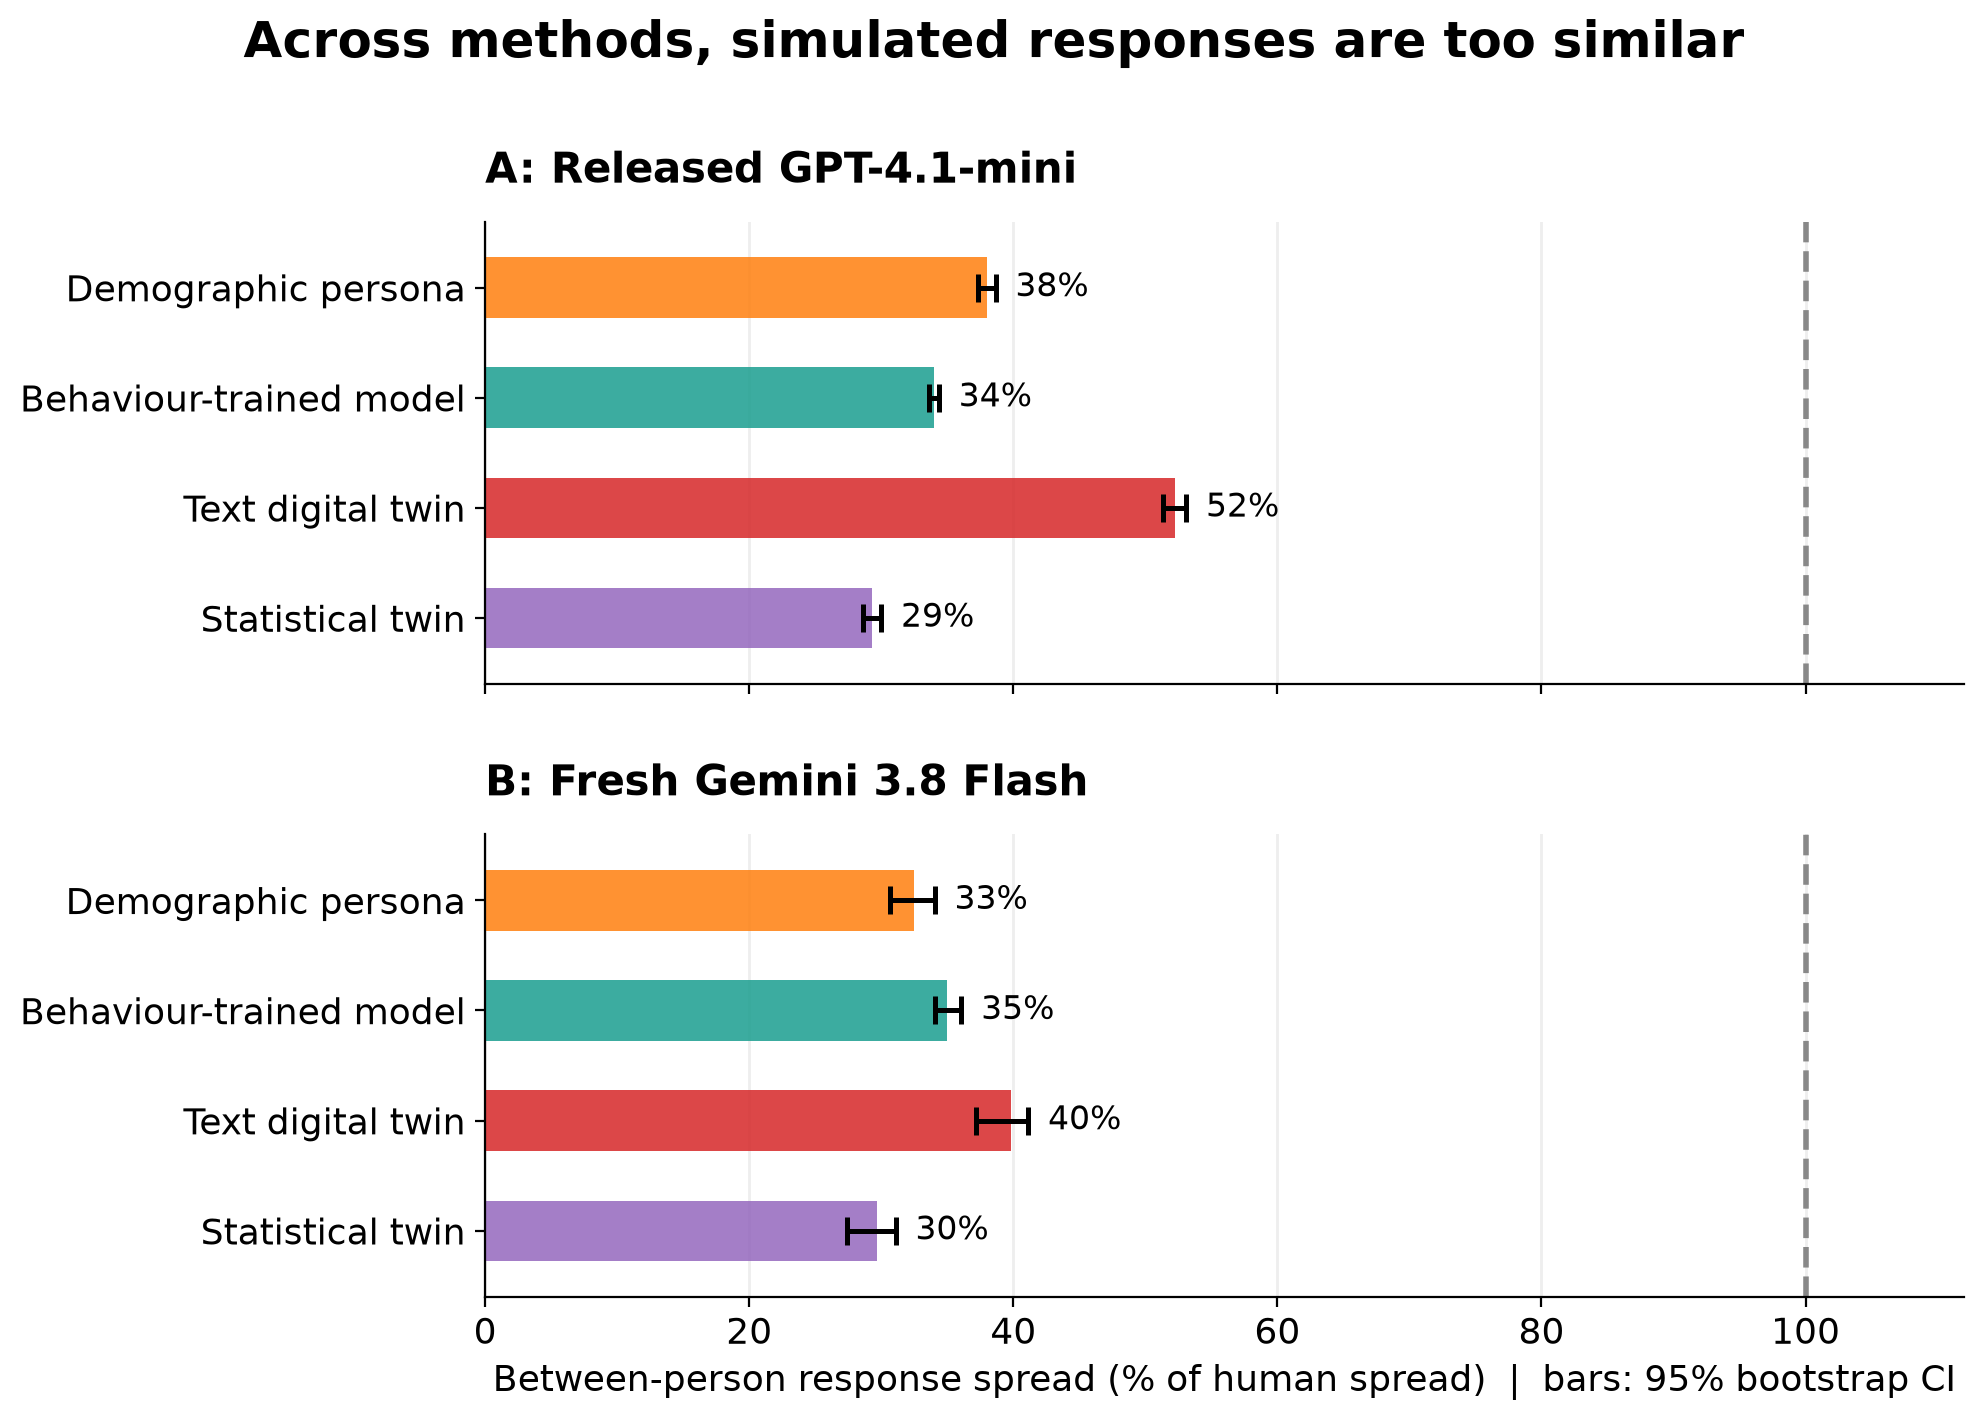 Across methods, simulated responses are too similar
A: Released GPT-4.1-mini
Demographic persona
38%
Behaviour-trained model
34%
Text digital twin
52%
Statistical twin
29%
B: Fresh Gemini 3.8 Flash
Demographic persona
33%
Behaviour-trained model
35%
Text digital twin
40%
Statistical twin
30%
0 20 40 60 80 100
Between-person response spread (% of human spread) | bars: 95% bootstrap CI